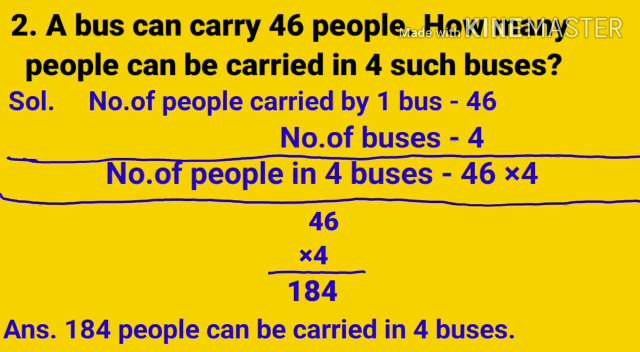 2. A bus can carry 46 people. How many
Made with KINEMASTER
people can be carried in 4 such buses?
Sol. No.of people carried by 1 bus - 46
No.of buses - 4
No.of people in 4 buses - 46 ×4
46
×4
184
Ans. 184 people can be carried in 4 buses.